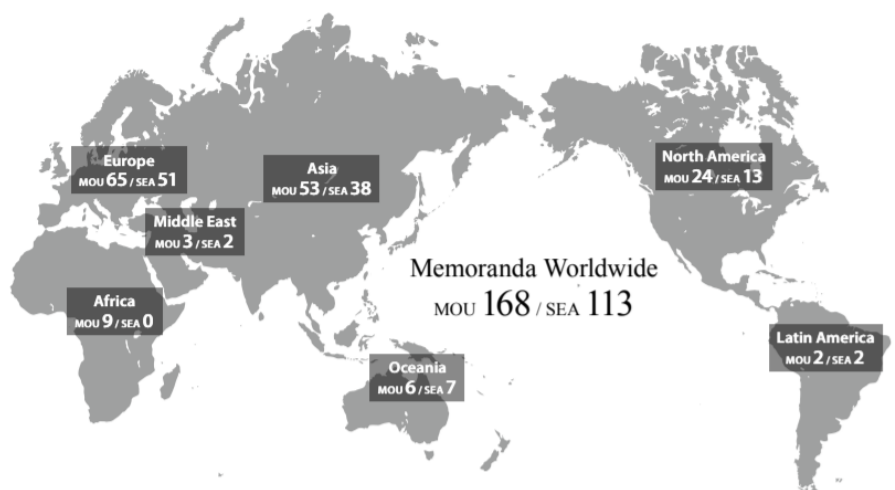 Europe
MOU 65 / SEA 51
Asia
MOU 53 / SEA 38
North America
MOU 24 / SEA 13
Middle East
MOU 3 / SEA 2
Memoranda Worldwide
MOU 168 / SEA 113
Africa
MOU 9 / SEA 0
Latin America
MOU 2 / SEA 2
Oceania
MOU 6 / SEA 7